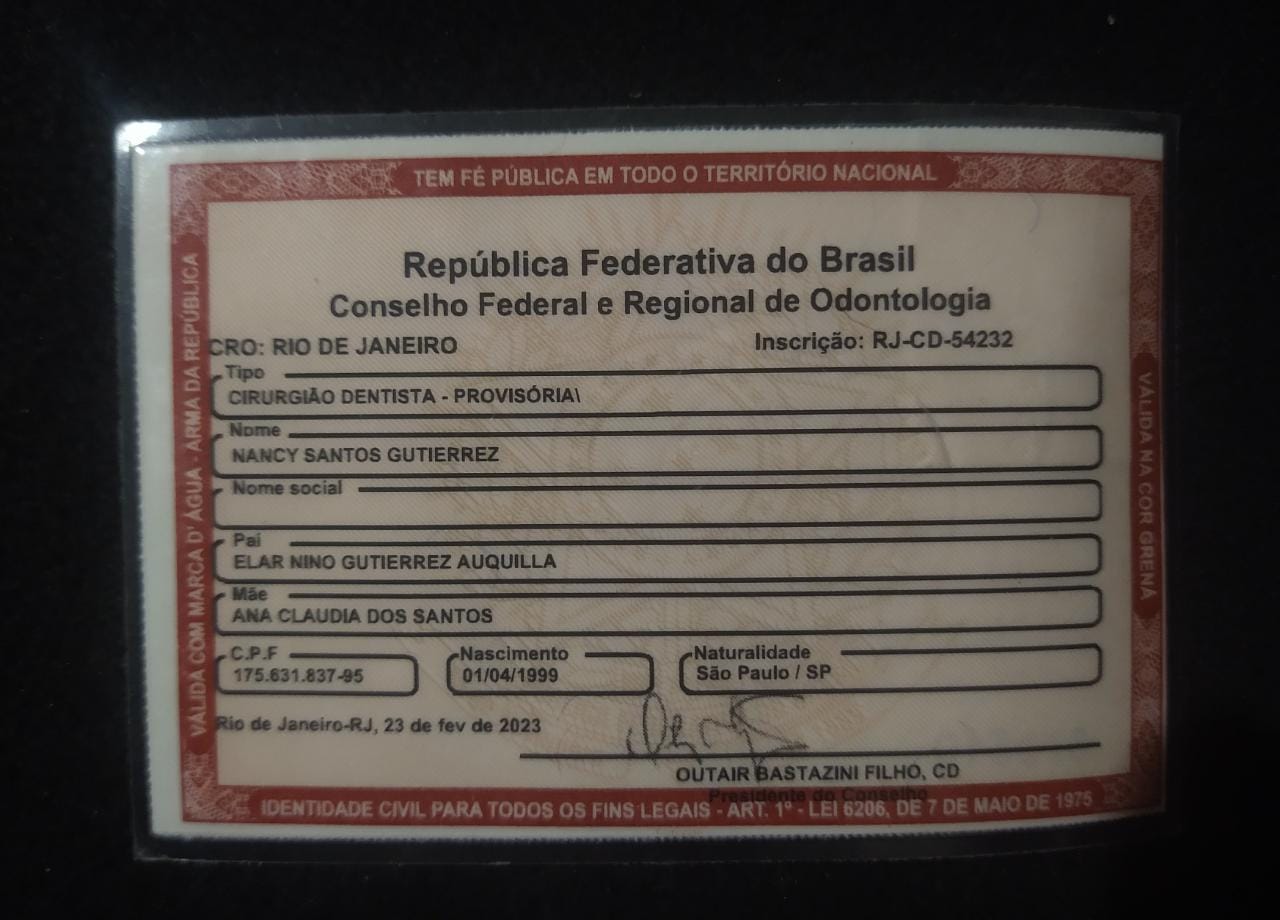 TEM FÉ PÚBLICA EM TODO O TERRITÓRIO NACIONAL
VÁLIDA COM MARCA D' ÁGUA - ARMA DA REPÚBLICA
República Federativa do Brasil
Conselho Federal e Regional de Odontologia
CRO: RIO DE JANEIRO Inscrição: RJ-CD-54232
Tipo
CIRURGIÃO DENTISTA - PROVISÓRIA\
Nome
NANCY SANTOS GUTIERREZ
Nome social
Pai
ELAR NINO GUTIERREZ AUQUILLA
Mãe
ANA CLAUDIA DOS SANTOS
C.P.F Nascimento Naturalidade
175.631.837-95 01/04/1999 São Paulo / SP
Rio de Janeiro-RJ, 23 de fev de 2023
OUTAIR BASTAZINI FILHO, CD
Presidente do Conselho
VÁLIDA NA COR GRENÁ
IDENTIDADE CIVIL PARA TODOS OS FINS LEGAIS - ART. 1º - LEI 6206, DE 7 DE MAIO DE 1975